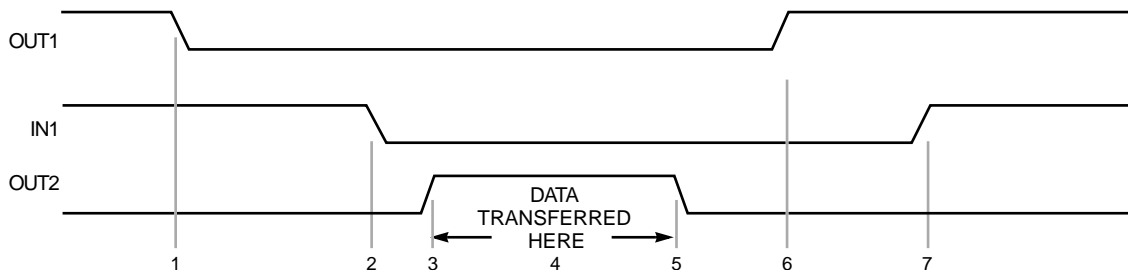 OUT1
IN1
OUT2
DATA
TRANSFERRED
HERE
1 2 3 4 5 6 7